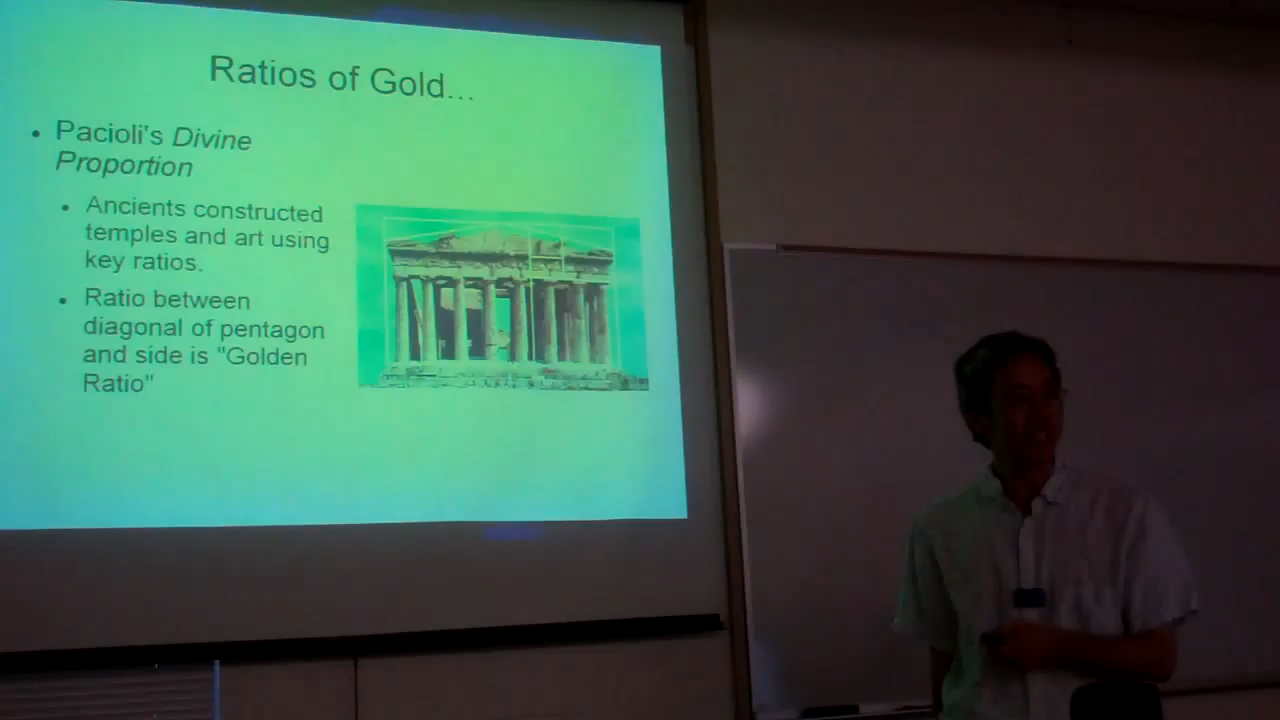 Ratios of Gold...
• Pacioli's Divine
Proportion
• Ancients constructed
temples and art using
key ratios.
• Ratio between
diagonal of pentagon
and side is "Golden
Ratio"